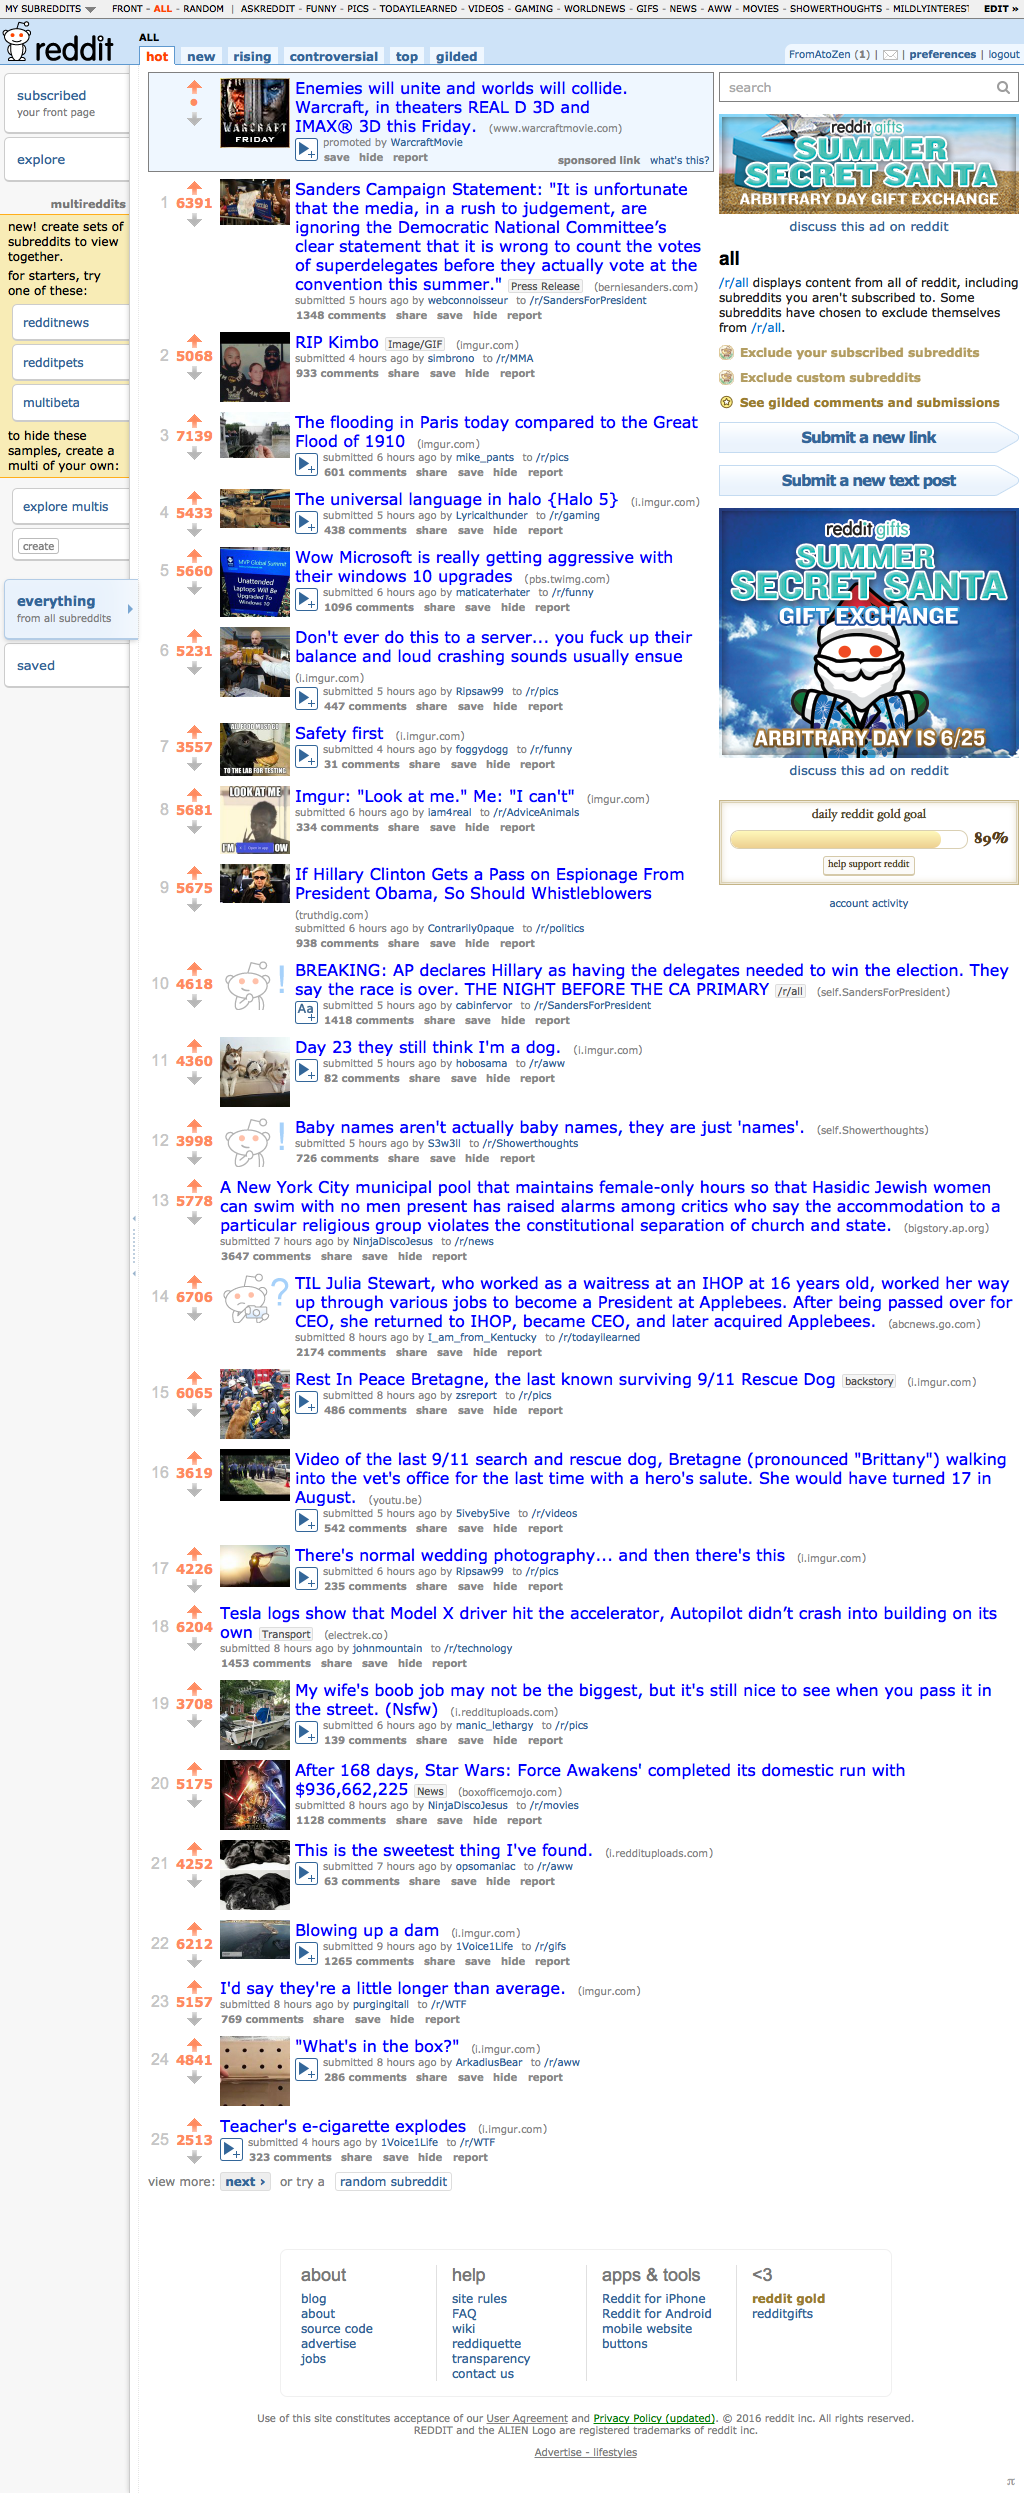 MY SUBREDDITS
FRONT - ALL - RANDOM | ASKREDDIT - FUNNY - PICS - TODAYILEARNED - VIDEOS - GAMING - WORLDNEWS - GIFS - NEWS - AWW - MOVIES - SHOWERTHOUGHTS - MILDLYINTEREST
EDIT »
reddit
ALL
hot new rising controversial top gilded
FromAtoZen (1) | preferences | logout
subscribed
your front page
explore
multireddits
new! create sets of
subreddits to view
together.
for starters, try
one of these:
redditnews
redditpets
multibeta
to hide these
samples, create a
multi of your own:
explore multis
create
everything
from all subreddits
saved
WARCRAFT
FRIDAY
Enemies will unite and worlds will collide.
Warcraft, in theaters REAL D 3D and
IMAX® 3D this Friday. (www.warcraftmovie.com)
promoted by WarcraftMovie
save hide report
sponsored link what's this?
1 6391
Sanders Campaign Statement: "It is unfortunate
that the media, in a rush to judgement, are
ignoring the Democratic National Committee’s
clear statement that it is wrong to count the votes
of superdelegates before they actually vote at the
convention this summer." Press Release (berniesanders.com)
submitted 5 hours ago by webconnoisseur to /r/SandersForPresident
1348 comments share save hide report
2 5068
RIP Kimbo Image/GIF (imgur.com)
submitted 4 hours ago by simbrono to /r/MMA
933 comments share save hide report
3 7139
The flooding in Paris today compared to the Great
Flood of 1910 (imgur.com)
submitted 6 hours ago by mike_pants to /r/pics
601 comments share save hide report
4 5433
The universal language in halo {Halo 5} (i.imgur.com)
submitted 5 hours ago by Lyricalthunder to /r/gaming
438 comments share save hide report
5 5660
MVP Global Summit
Unattended
Laptops Will Be
Upgraded To
Windows 10
Wow Microsoft is really getting aggressive with
their windows 10 upgrades (pbs.twimg.com)
submitted 6 hours ago by maticaterhater to /r/funny
1096 comments share save hide report
6 5231
Don't ever do this to a server... you fuck up their
balance and loud crashing sounds usually ensue
(i.imgur.com)
submitted 5 hours ago by Ripsaw99 to /r/pics
447 comments share save hide report
7 3557
ALL FOOD MUST GO
TO THE LAB FOR TESTING
Safety first (i.imgur.com)
submitted 4 hours ago by foggydogg to /r/funny
31 comments share save hide report
8 5681
LOOK AT ME
I'M OW
Imgur: "Look at me." Me: "I can't" (imgur.com)
submitted 6 hours ago by iam4real to /r/AdviceAnimals
334 comments share save hide report
9 5675
If Hillary Clinton Gets a Pass on Espionage From
President Obama, So Should Whistleblowers
(truthdig.com)
submitted 6 hours ago by Contrarily0paque to /r/politics
938 comments share save hide report
10 4618
!
BREAKING: AP declares Hillary as having the delegates needed to win the election. They
say the race is over. THE NIGHT BEFORE THE CA PRIMARY /r/all (self.SandersForPresident)
Aa
submitted 5 hours ago by cabinfervor to /r/SandersForPresident
1418 comments share save hide report
11 4360
Day 23 they still think I'm a dog. (i.imgur.com)
submitted 5 hours ago by hobosama to /r/aww
82 comments share save hide report
12 3998
!
Baby names aren't actually baby names, they are just 'names'. (self.Showerthoughts)
submitted 5 hours ago by S3w3ll to /r/Showerthoughts
726 comments share save hide report
13 5778
A New York City municipal pool that maintains female-only hours so that Hasidic Jewish women
can swim with no men present has raised alarms among critics who say the accommodation to a
particular religious group violates the constitutional separation of church and state. (bigstory.ap.org)
submitted 7 hours ago by NinjaDiscoJesus to /r/news
3647 comments share save hide report
14 6706
?
TIL Julia Stewart, who worked as a waitress at an IHOP at 16 years old, worked her way
up through various jobs to become a President at Applebees. After being passed over for
CEO, she returned to IHOP, became CEO, and later acquired Applebees. (abcnews.go.com)
submitted 8 hours ago by I_am_from_Kentucky to /r/todayilearned
2174 comments share save hide report
15 6065
Rest In Peace Bretagne, the last known surviving 9/11 Rescue Dog backstory (i.imgur.com)
submitted 8 hours ago by zsreport to /r/pics
486 comments share save hide report
16 3619
Video of the last 9/11 search and rescue dog, Bretagne (pronounced "Brittany") walking
into the vet's office for the last time with a hero's salute. She would have turned 17 in
August. (youtu.be)
submitted 5 hours ago by 5iveby5ive to /r/videos
542 comments share save hide report
17 4226
There's normal wedding photography... and then there's this (i.imgur.com)
submitted 6 hours ago by Ripsaw99 to /r/pics
235 comments share save hide report
18 6204
Tesla logs show that Model X driver hit the accelerator, Autopilot didn’t crash into building on its
own Transport (electrek.co)
submitted 8 hours ago by johnmountain to /r/technology
1453 comments share save hide report
19 3708
My wife's boob job may not be the biggest, but it's still nice to see when you pass it in
the street. (Nsfw) (i.reddituploads.com)
submitted 6 hours ago by manic_lethargy to /r/pics
139 comments share save hide report
20 5175
After 168 days, Star Wars: Force Awakens' completed its domestic run with
$936,662,225 News (boxofficemojo.com)
submitted 8 hours ago by NinjaDiscoJesus to /r/movies
1128 comments share save hide report
21 4252
This is the sweetest thing I've found. (i.reddituploads.com)
submitted 7 hours ago by opsomaniac to /r/aww
63 comments share save hide report
22 6212
Blowing up a dam (i.imgur.com)
submitted 9 hours ago by 1Voice1Life to /r/gifs
1265 comments share save hide report
23 5157
I'd say they're a little longer than average. (imgur.com)
submitted 8 hours ago by purgingitall to /r/WTF
769 comments share save hide report
24 4841
"What's in the box?" (i.imgur.com)
submitted 8 hours ago by ArkadiusBear to /r/aww
286 comments share save hide report
25 2513
Teacher's e-cigarette explodes (i.imgur.com)
submitted 4 hours ago by 1Voice1Life to /r/WTF
323 comments share save hide report
view more: next › or try a random subreddit
search
redditgifts
SUMMER
SECRET SANTA
ARBITRARY DAY GIFT EXCHANGE
discuss this ad on reddit
all
/r/all displays content from all of reddit, including
subreddits you aren't subscribed to. Some
subreddits have chosen to exclude themselves
from /r/all.
Exclude your subscribed subreddits
Exclude custom subreddits
See gilded comments and submissions
Submit a new link
Submit a new text post
redditgifts
SUMMER
SECRET SANTA
GIFT EXCHANGE
ARBITRARY DAY IS 6/25
discuss this ad on reddit
daily reddit gold goal
89%
help support reddit
account activity
about
blog
about
source code
advertise
jobs
help
site rules
FAQ
wiki
reddiquette
transparency
contact us
apps & tools
Reddit for iPhone
Reddit for Android
mobile website
buttons
<3
reddit gold
redditgifts
Use of this site constitutes acceptance of our User Agreement and Privacy Policy (updated). © 2016 reddit inc. All rights reserved.
REDDIT and the ALIEN Logo are registered trademarks of reddit inc.
Advertise - lifestyles
π